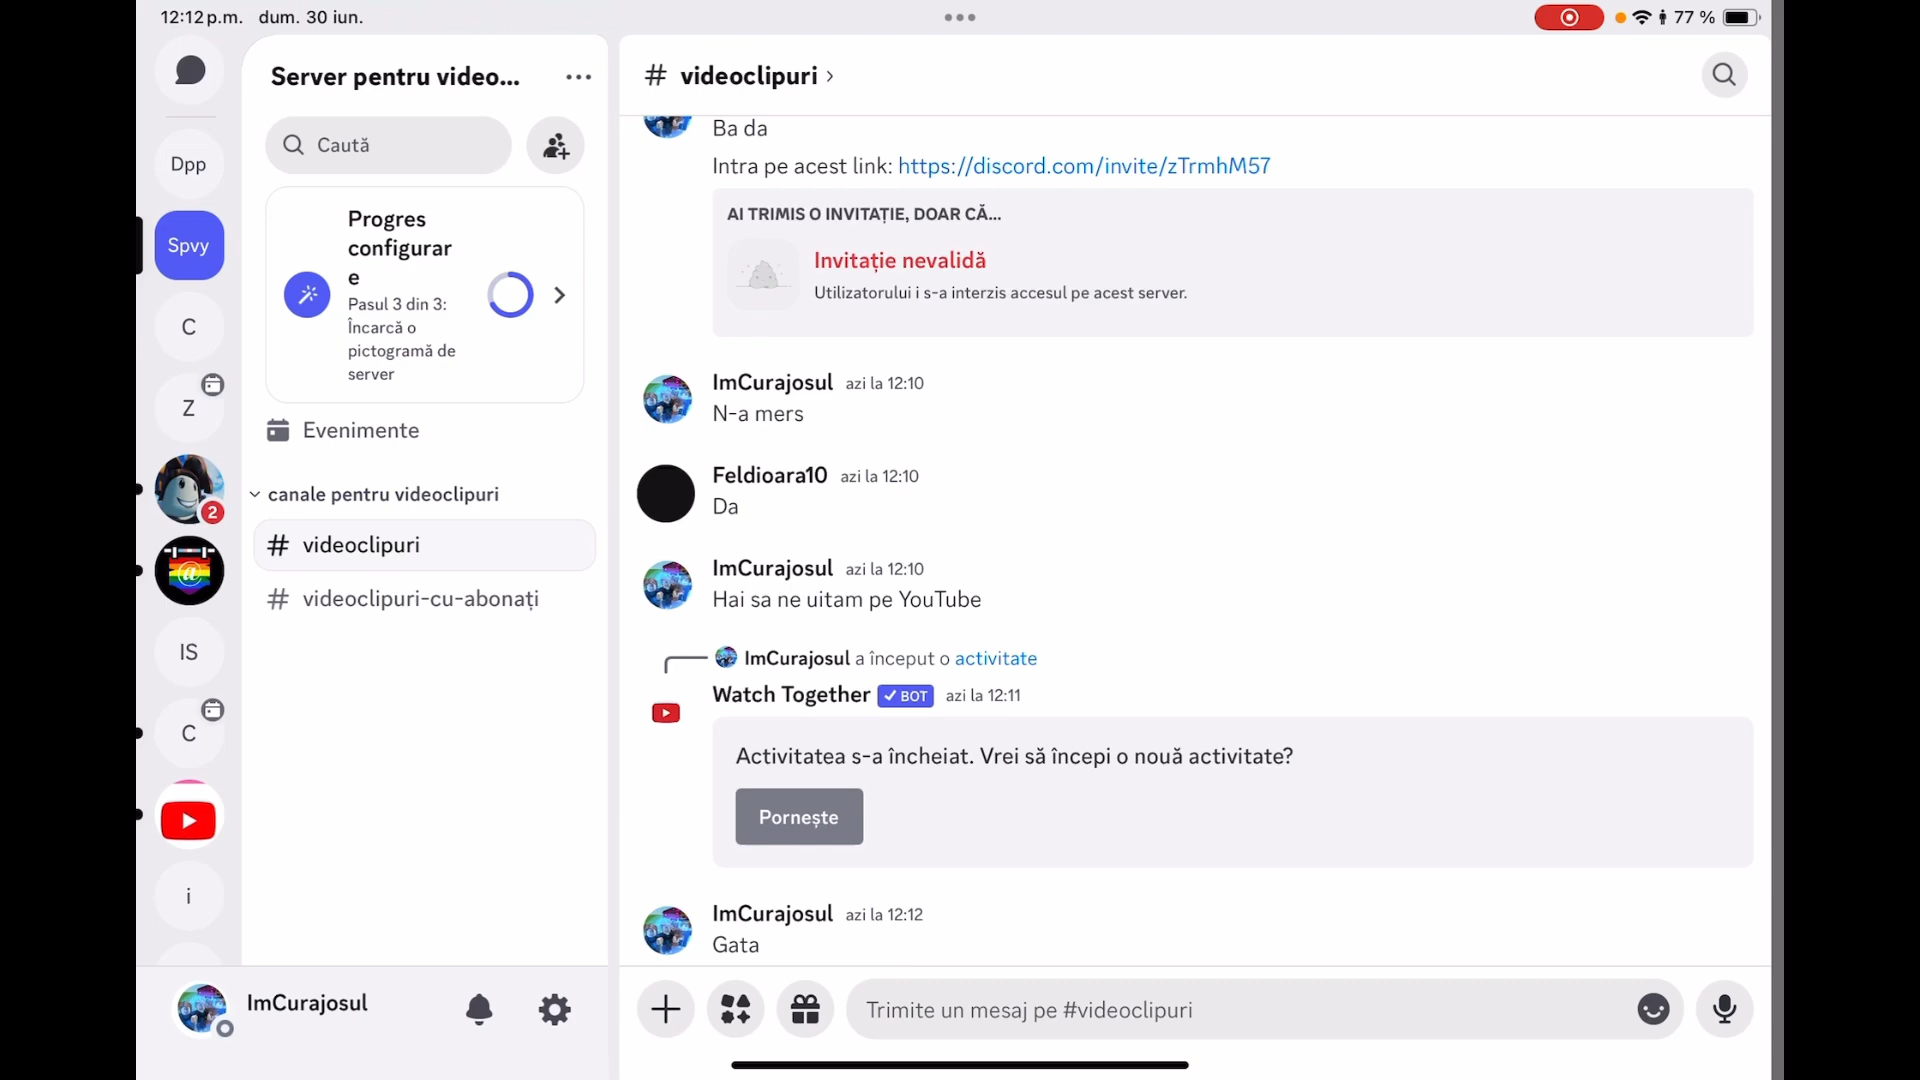 12:12 p.m. dum. 30 iun.
77 %
Dpp
Spvy
C
Z
2
@
IS
C
i
Server pentru video...
Caută
Progres
configurar
e
Pasul 3 din 3:
Încarcă o
pictogramă de
server
Evenimente
canale pentru videoclipuri
# videoclipuri
# videoclipuri-cu-abonați
ImCurajosul
# videoclipuri ›
Ba da
Intra pe acest link: https://discord.com/invite/zTrmhM57
AI TRIMIS O INVITAȚIE, DOAR CĂ...
Invitație nevalidă
Utilizatorului i s-a interzis accesul pe acest server.
ImCurajosul azi la 12:10
N-a mers
Feldioara10 azi la 12:10
Da
ImCurajosul azi la 12:10
Hai sa ne uitam pe YouTube
ImCurajosul a început o activitate
Watch Together BOT azi la 12:11
Activitatea s-a încheiat. Vrei să începi o nouă activitate?
Pornește
ImCurajosul azi la 12:12
Gata
Trimite un mesaj pe #videoclipuri